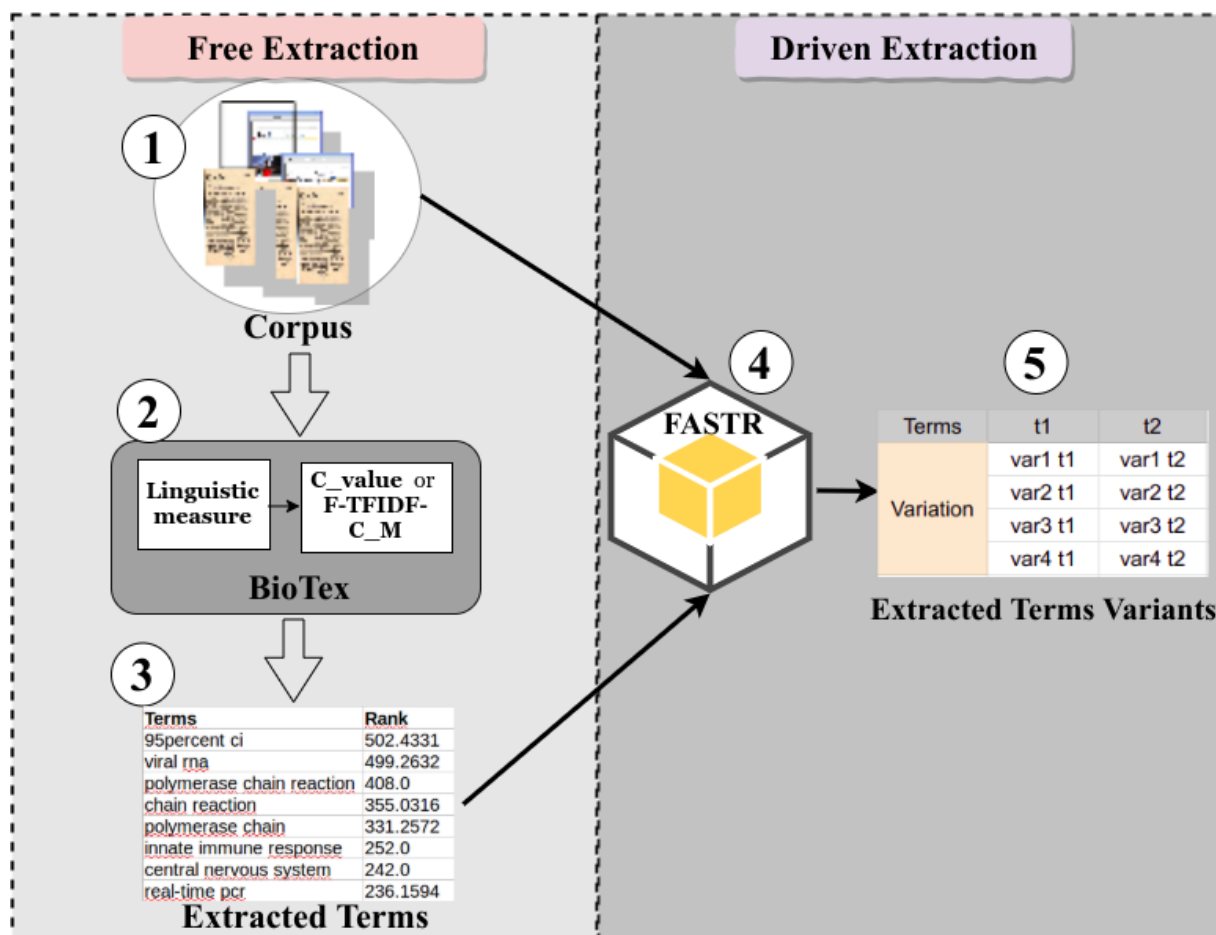 Free Extraction
Driven Extraction
1
Corpus
2
Linguistic
measure
C_value or
F-TFIDF-
C_M
BioTex
3
Terms Rank
95percent ci 502.4331
viral rna 499.2632
polymerase chain reaction 408.0
chain reaction 355.0316
polymerase chain 331.2572
innate immune response 252.0
central nervous system 242.0
real-time pcr 236.1594
Extracted Terms
4
FASTR
5
Terms t1 t2
Variation
var1 t1 var1 t2
var2 t1 var2 t2
var3 t1 var3 t2
var4 t1 var4 t2
Extracted Terms Variants